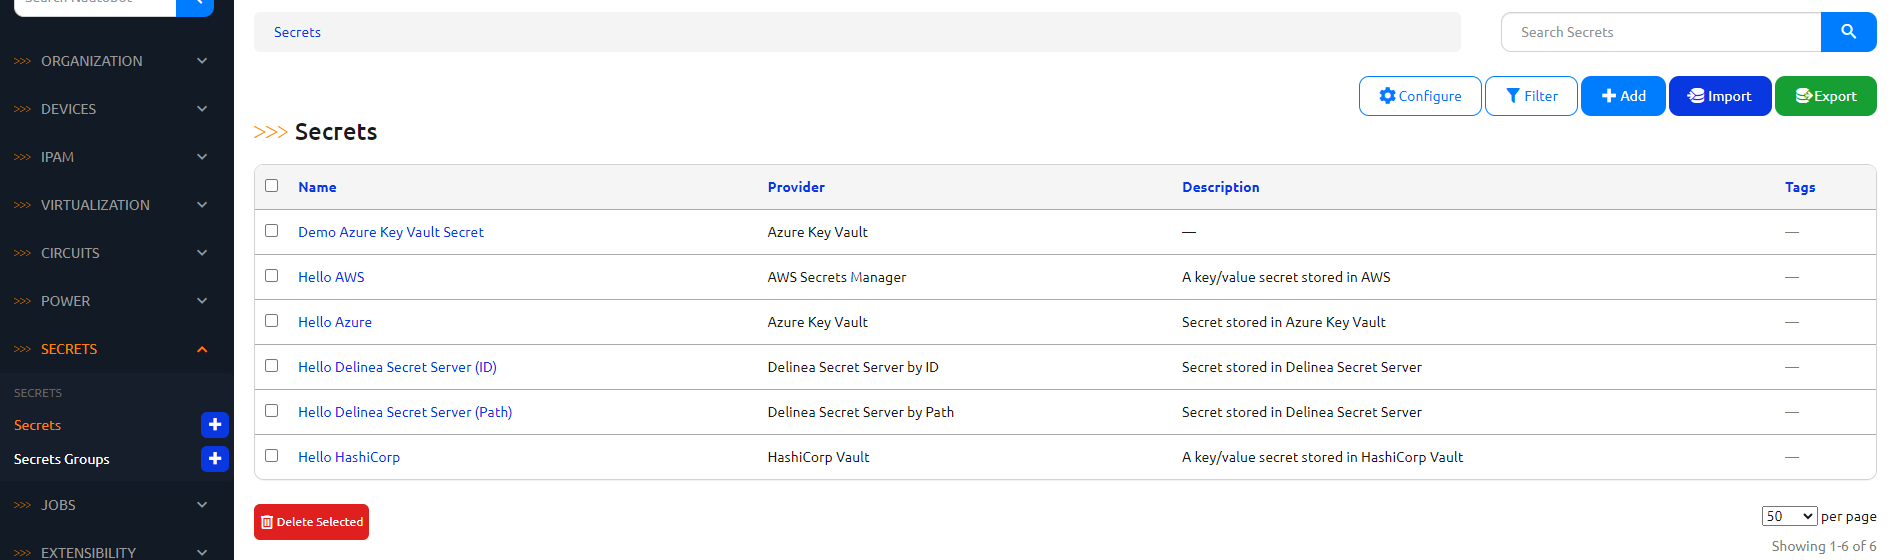 Search Nautobot
>>> ORGANIZATION
>>> DEVICES
>>> IPAM
>>> VIRTUALIZATION
>>> CIRCUITS
>>> POWER
>>> SECRETS
SECRETS
Secrets
Secrets Groups
>>> JOBS
>>> EXTENSIBILITY
Secrets
Search Secrets
Configure Filter Add Import Export
>>> Secrets
Name Provider Description Tags
Demo Azure Key Vault Secret Azure Key Vault — —
Hello AWS AWS Secrets Manager A key/value secret stored in AWS —
Hello Azure Azure Key Vault Secret stored in Azure Key Vault —
Hello Delinea Secret Server (ID) Delinea Secret Server by ID Secret stored in Delinea Secret Server —
Hello Delinea Secret Server (Path) Delinea Secret Server by Path Secret stored in Delinea Secret Server —
Hello HashiCorp HashiCorp Vault A key/value secret stored in HashiCorp Vault —
Delete Selected
50 per page
Showing 1-6 of 6